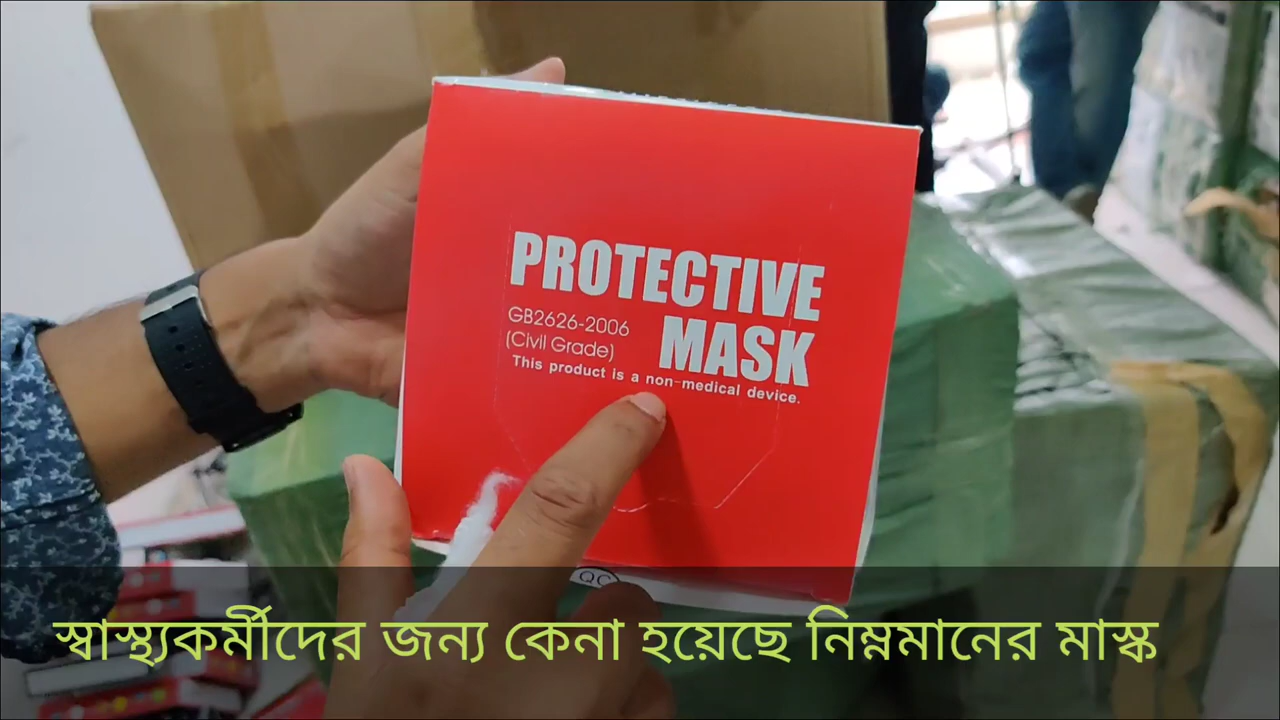 PROTECTIVE
MASK
GB2626-2006
(Civil Grade)
This product is a non-medical device.
QC
স্বাস্থ্যকর্মীদের জন্য কেনা হয়েছে নিম্নমানের মাস্ক